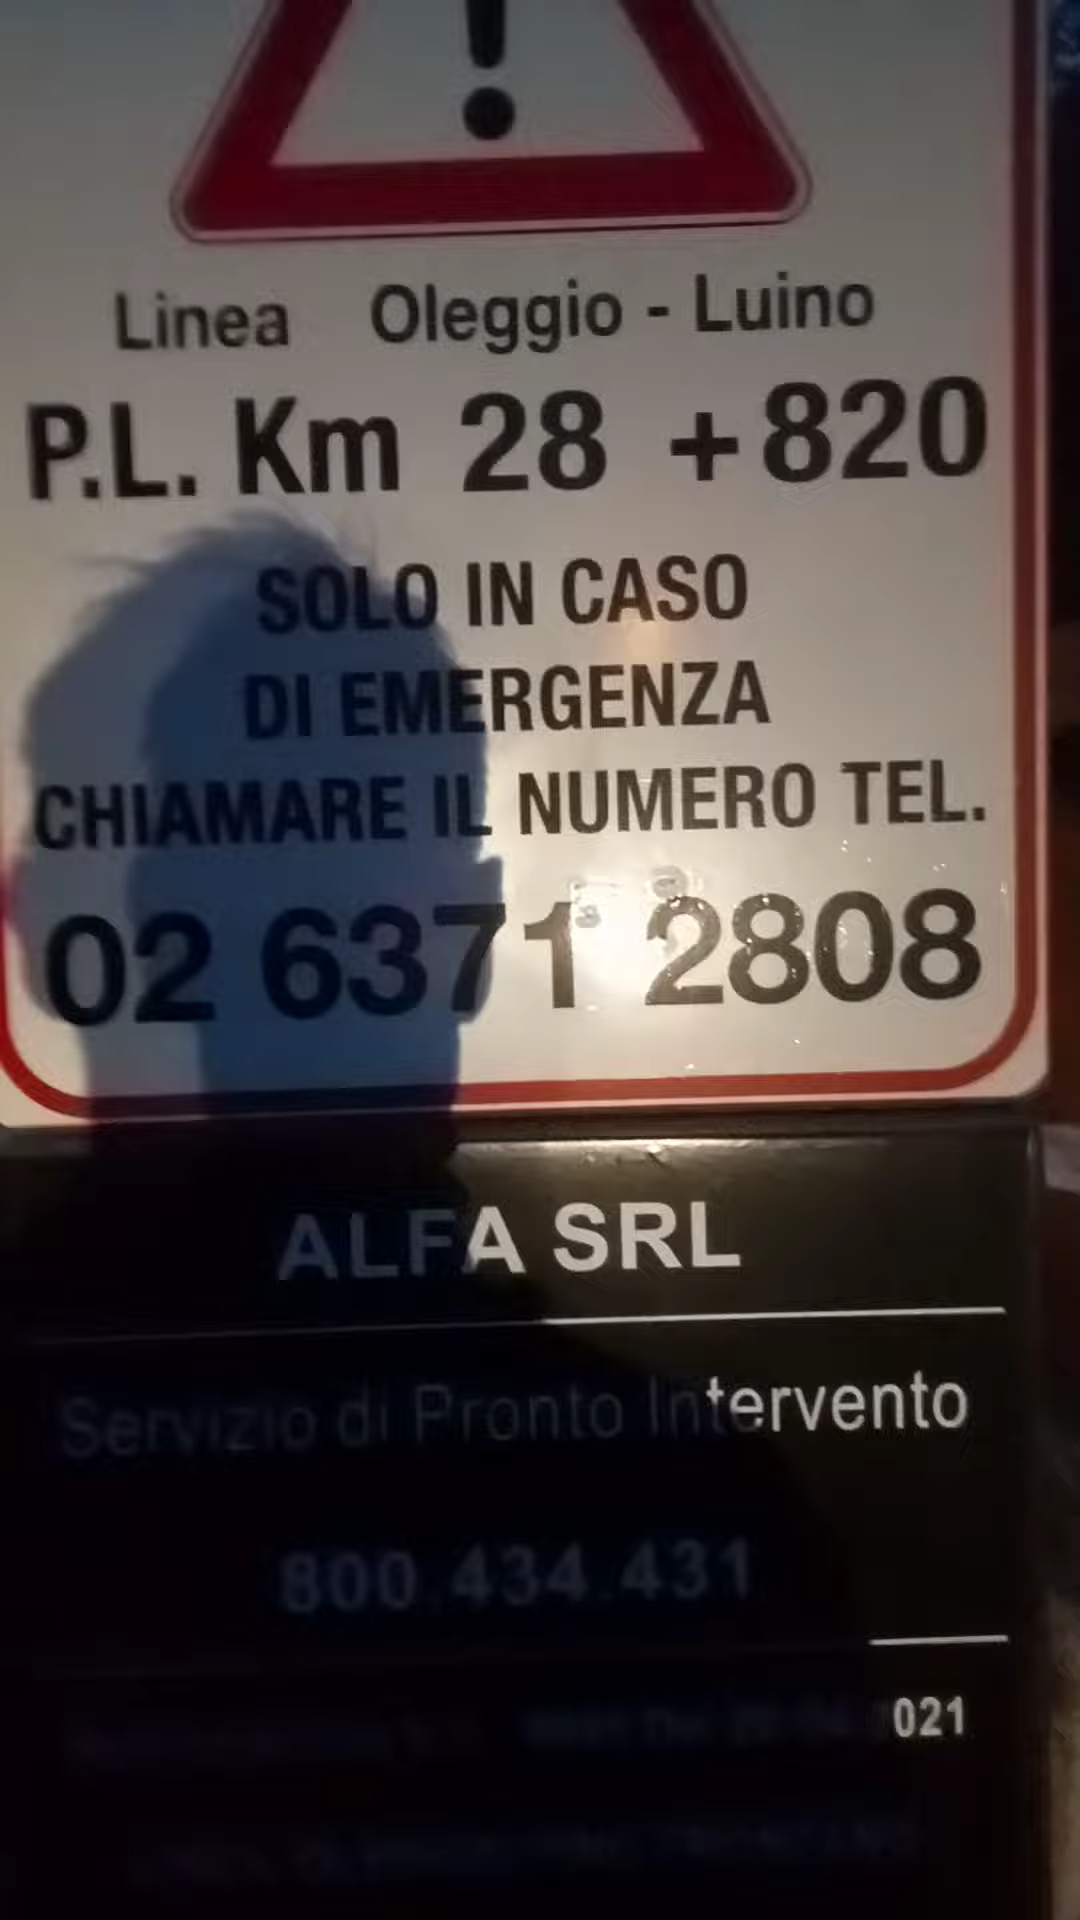 Linea Oleggio - Luino
P.L. Km 28 +820
SOLO IN CASO
DI EMERGENZA
CHIAMARE IL NUMERO TEL.
02 6371 2808
ALFA SRL
Servizio di Pronto Intervento
800.434.431
021